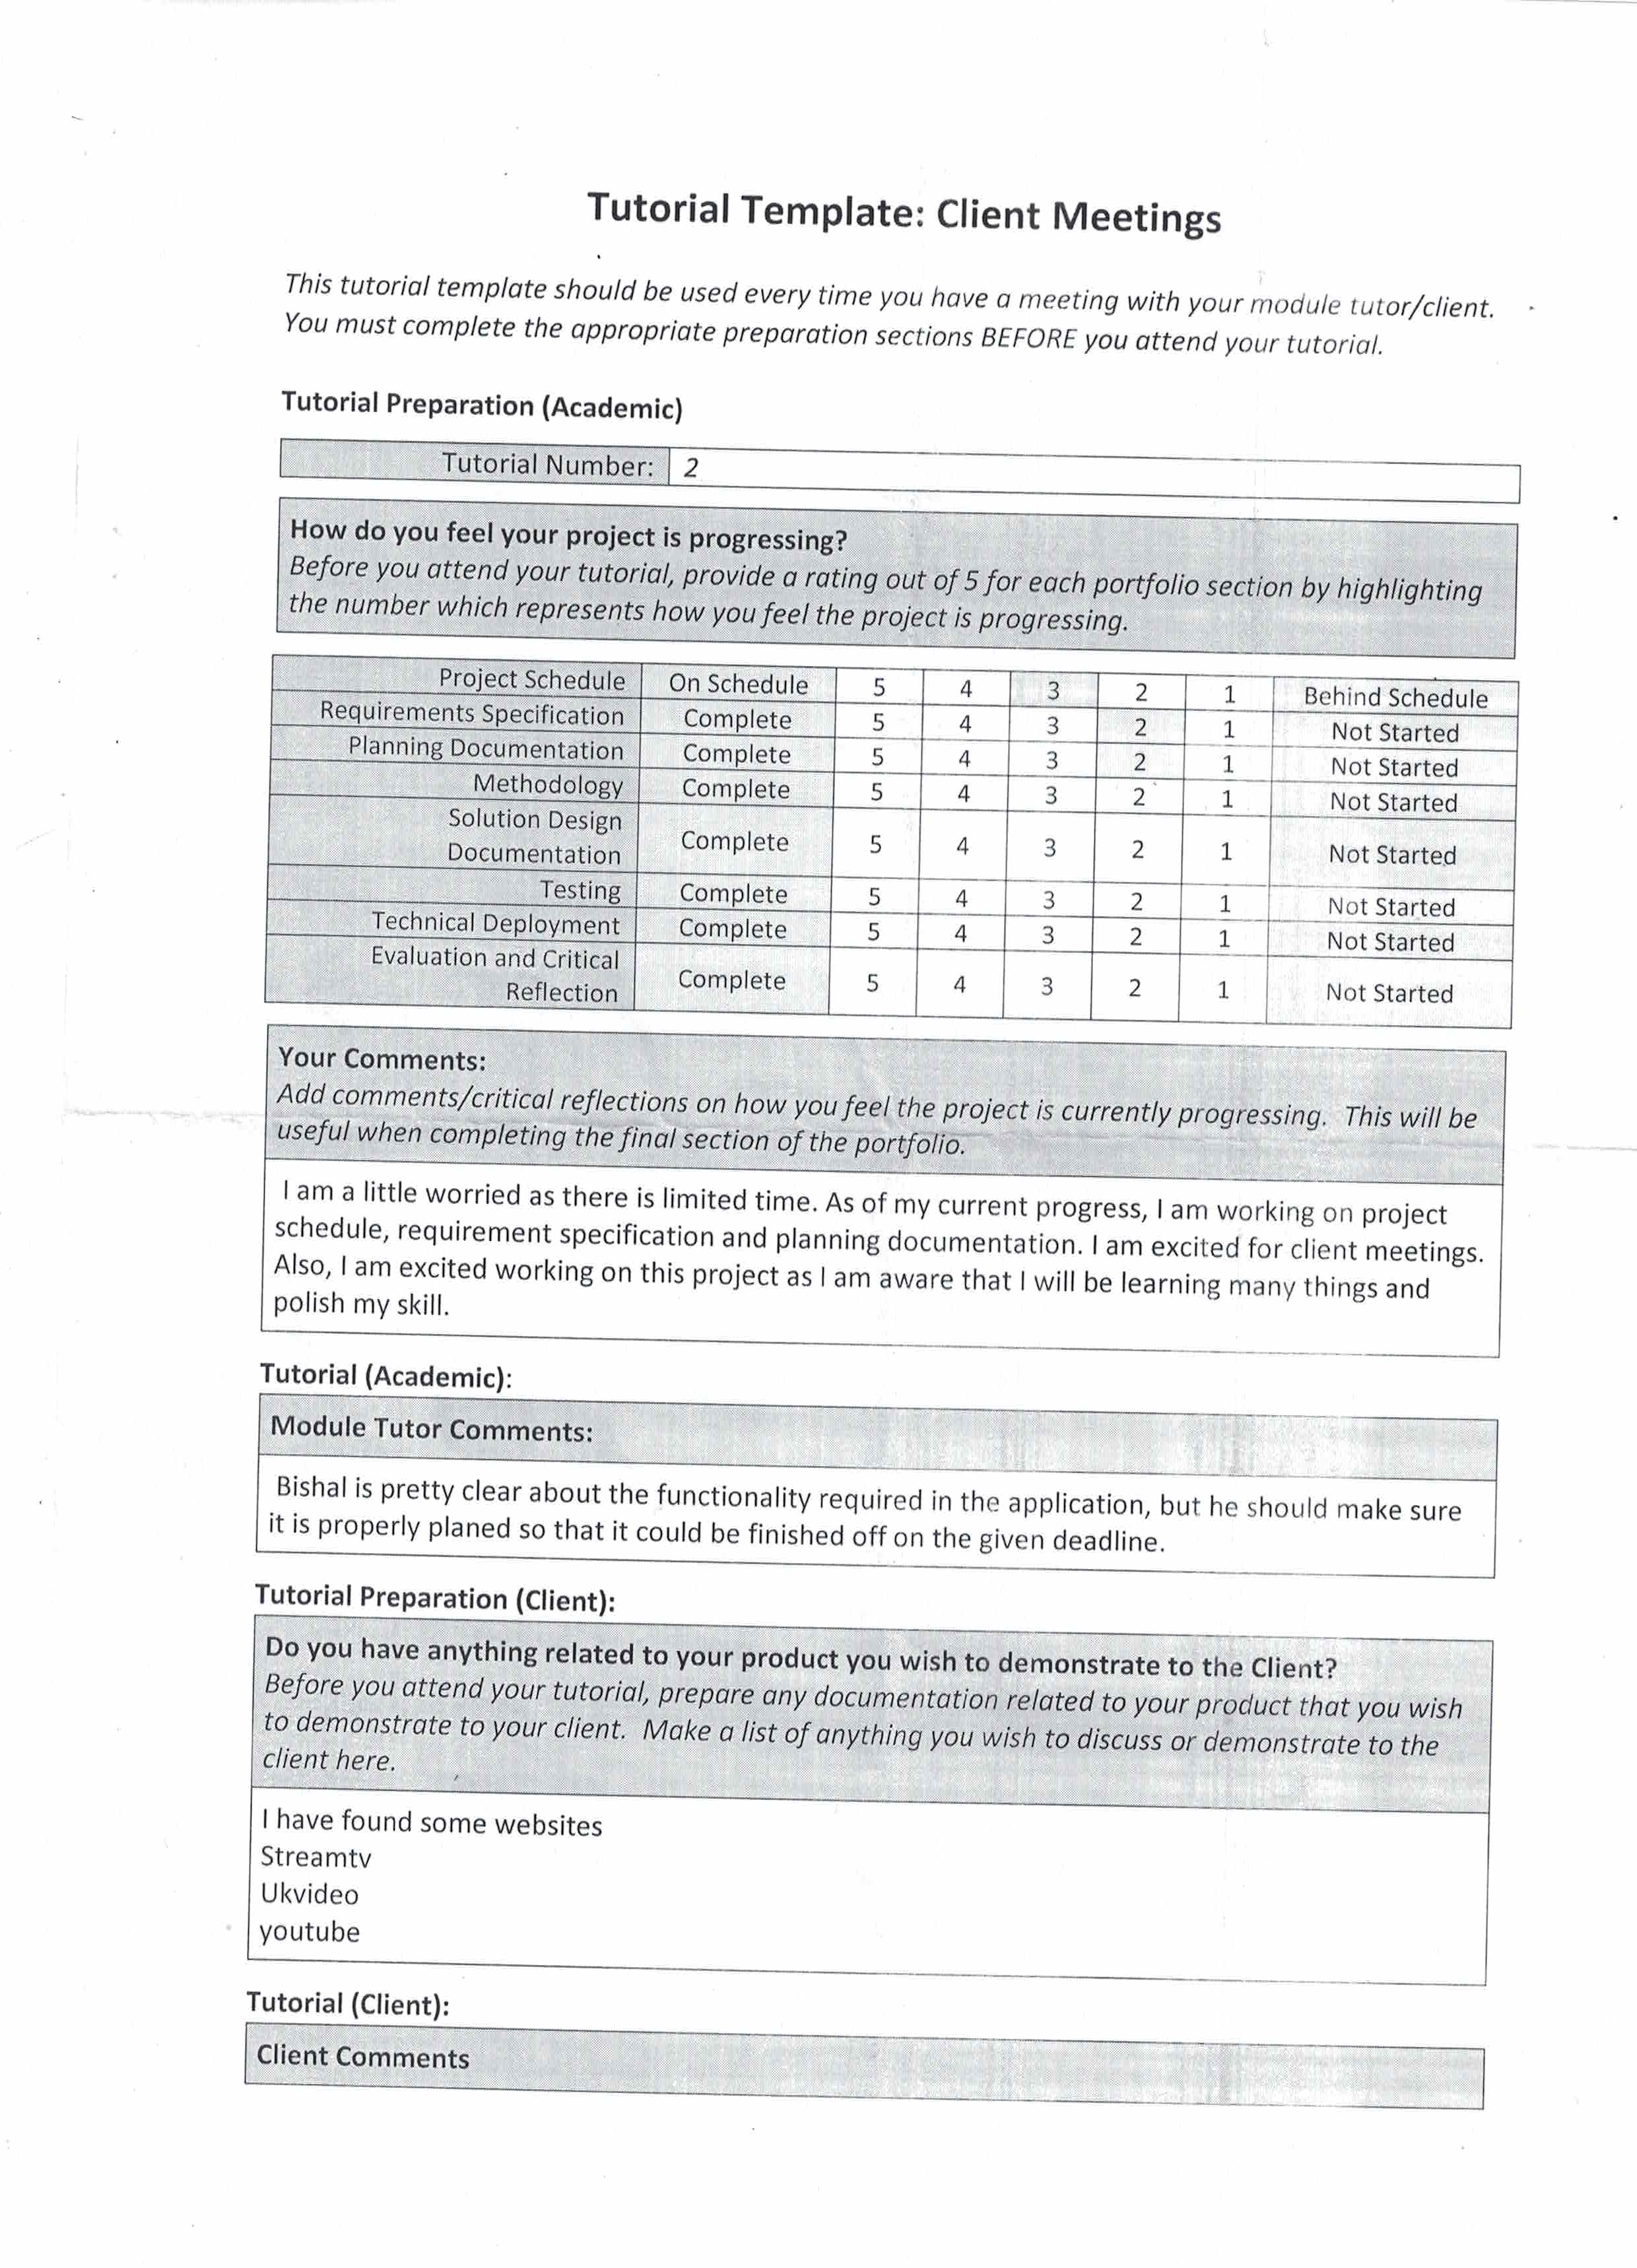 Tutorial Template: Client Meetings
This tutorial template should be used every time you have a meeting with your module tutor/client.
You must complete the appropriate preparation sections BEFORE you attend your tutorial.
Tutorial Preparation (Academic)
Tutorial Number: 2
How do you feel your project is progressing?
Before you attend your tutorial, provide a rating out of 5 for each portfolio section by highlighting
the number which represents how you feel the project is progressing.
Project Schedule On Schedule 5 4 3 2 1 Behind Schedule
Requirements Specification Complete 5 4 3 2 1 Not Started
Planning Documentation Complete 5 4 3 2 1 Not Started
Methodology Complete 5 4 3 2 1 Not Started
Solution Design
Documentation Complete 5 4 3 2 1 Not Started
Testing Complete 5 4 3 2 1 Not Started
Technical Deployment Complete 5 4 3 2 1 Not Started
Evaluation and Critical
Reflection Complete 5 4 3 2 1 Not Started
Your Comments:
Add comments/critical reflections on how you feel the project is currently progressing. This will be
useful when completing the final section of the portfolio.
I am a little worried as there is limited time. As of my current progress, I am working on project
schedule, requirement specification and planning documentation. I am excited for client meetings.
Also, I am excited working on this project as I am aware that I will be learning many things and
polish my skill.
Tutorial (Academic):
Module Tutor Comments:
Bishal is pretty clear about the functionality required in the application, but he should make sure
it is properly planed so that it could be finished off on the given deadline.
Tutorial Preparation (Client):
Do you have anything related to your product you wish to demonstrate to the Client?
Before you attend your tutorial, prepare any documentation related to your product that you wish
to demonstrate to your client. Make a list of anything you wish to discuss or demonstrate to the
client here.
I have found some websites
Streamtv
Ukvideo
youtube
Tutorial (Client):
Client Comments